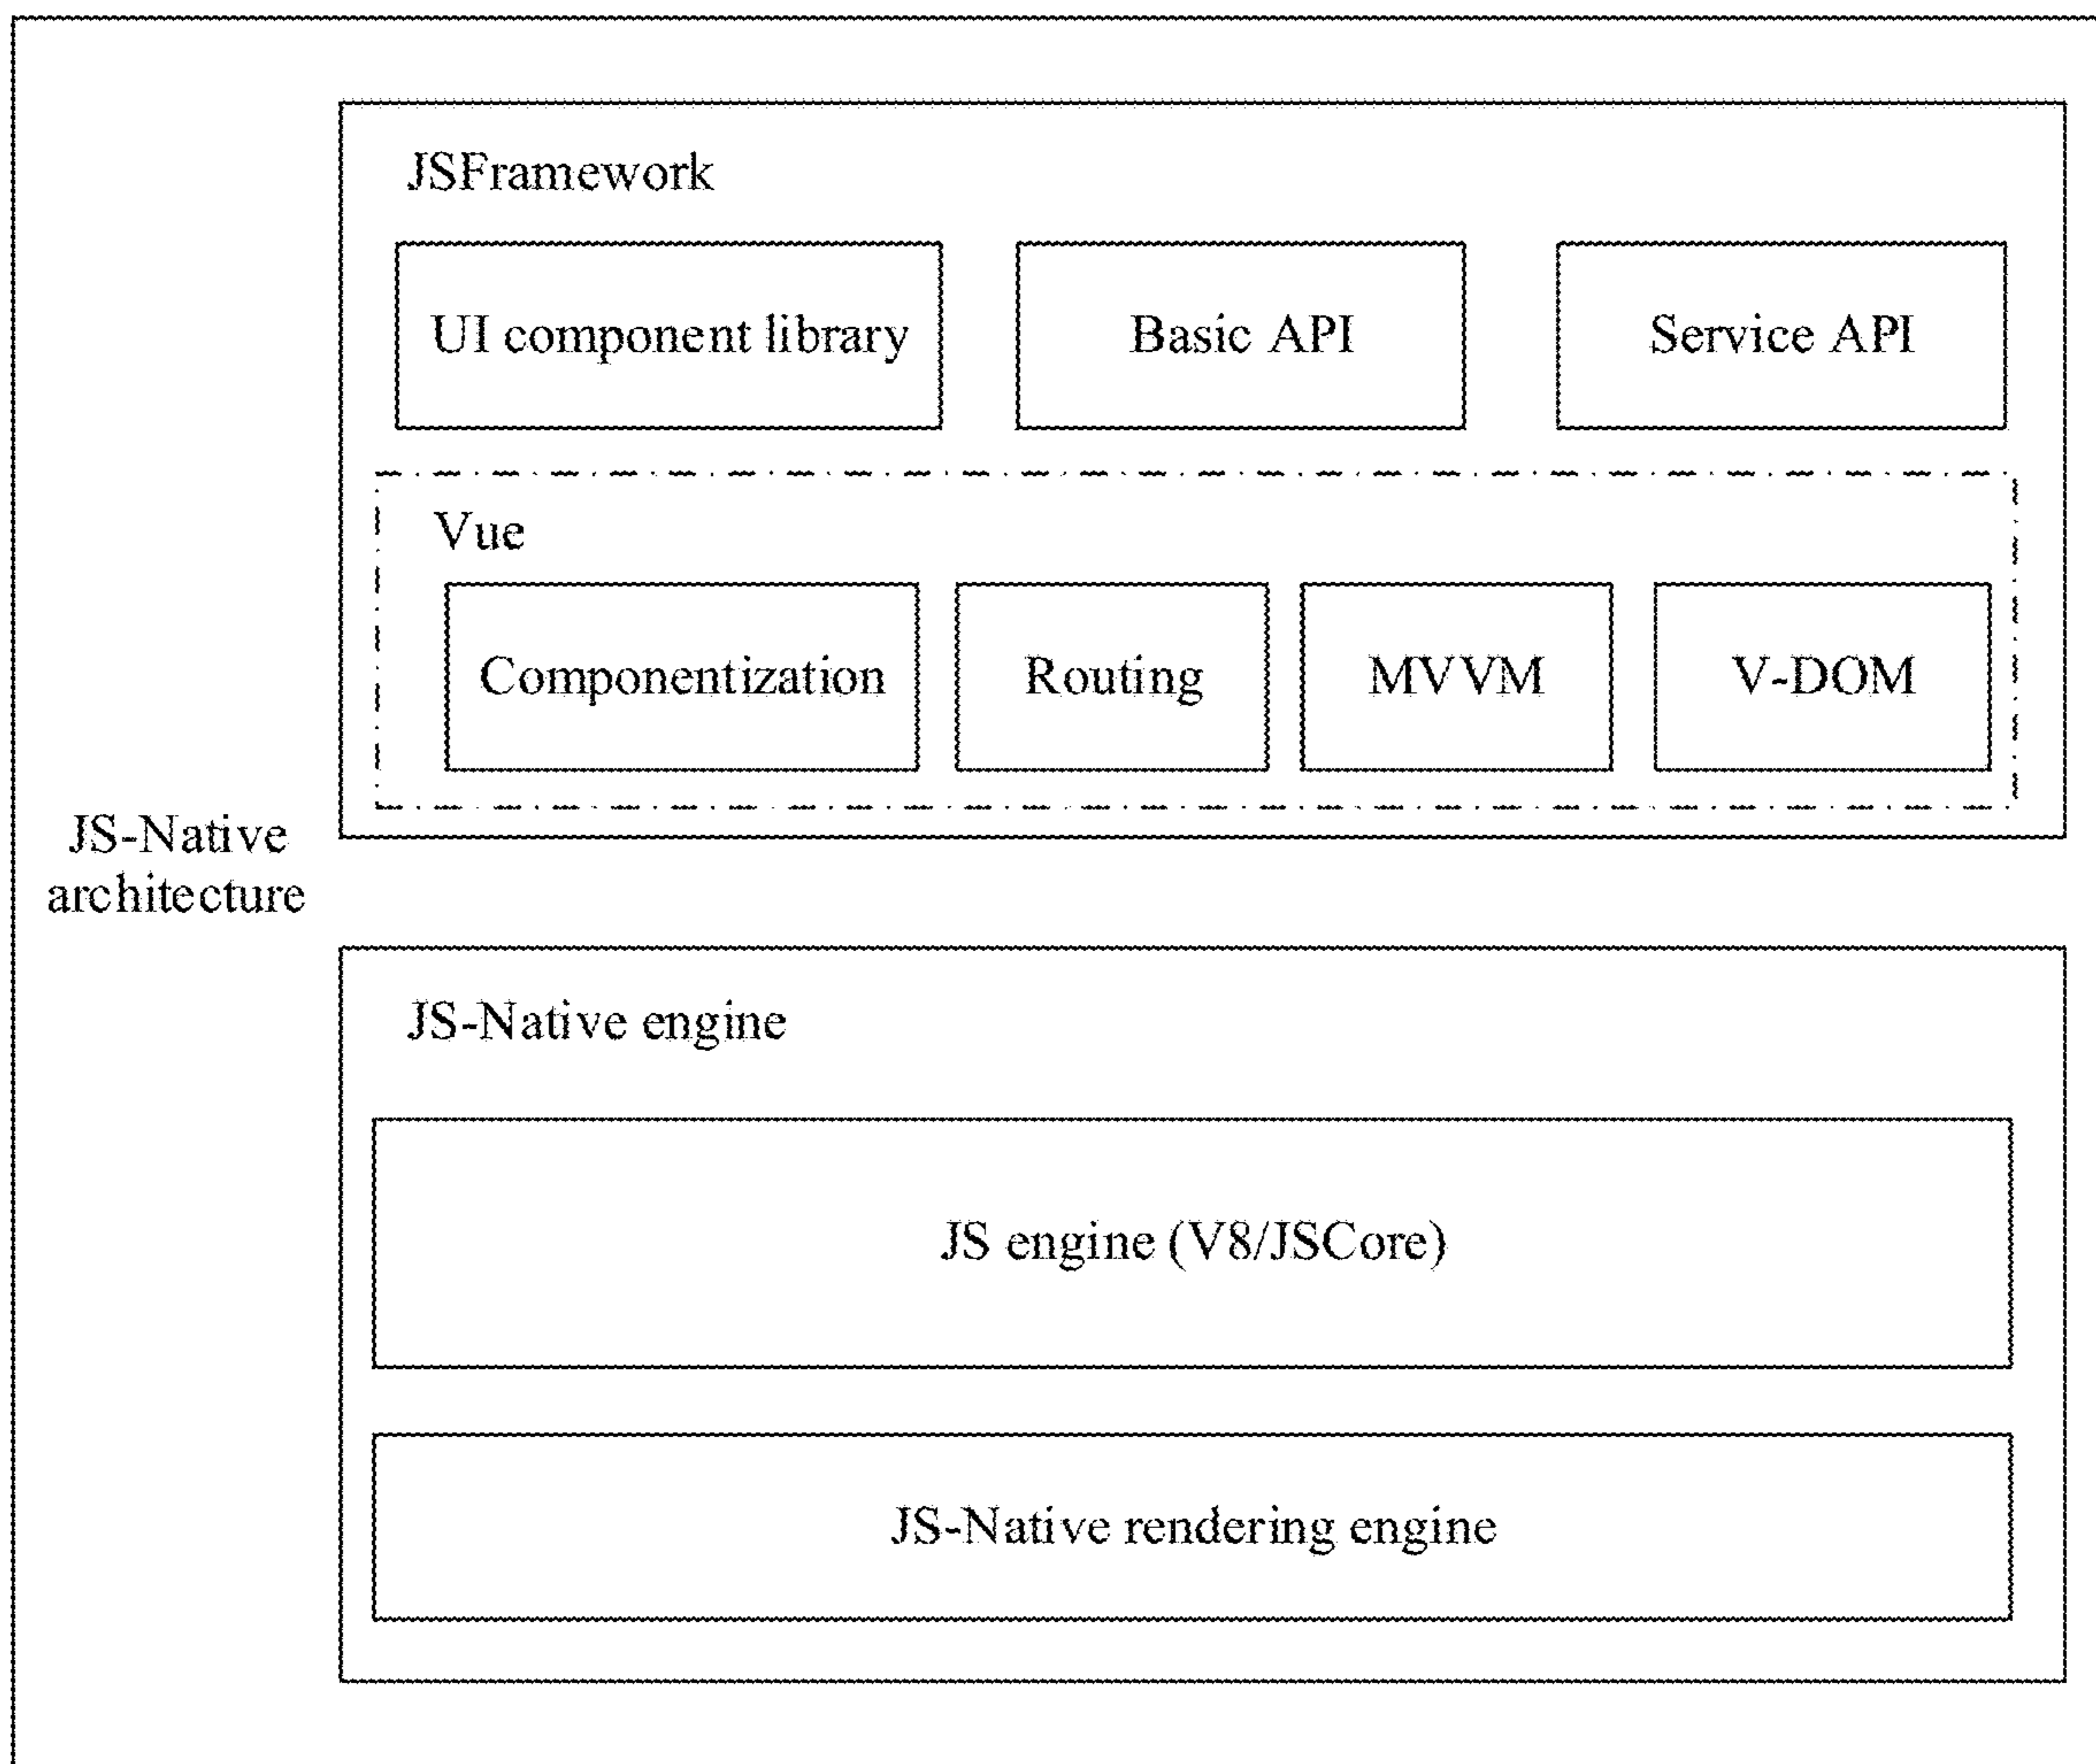 JSFramework
UI component library
Basic API
Service API
Vue
Componentization
Routing
MVVM
V-DOM
JS-Native
architecture
JS-Native engine
JS engine (V8/JSCore)
JS-Native rendering engine